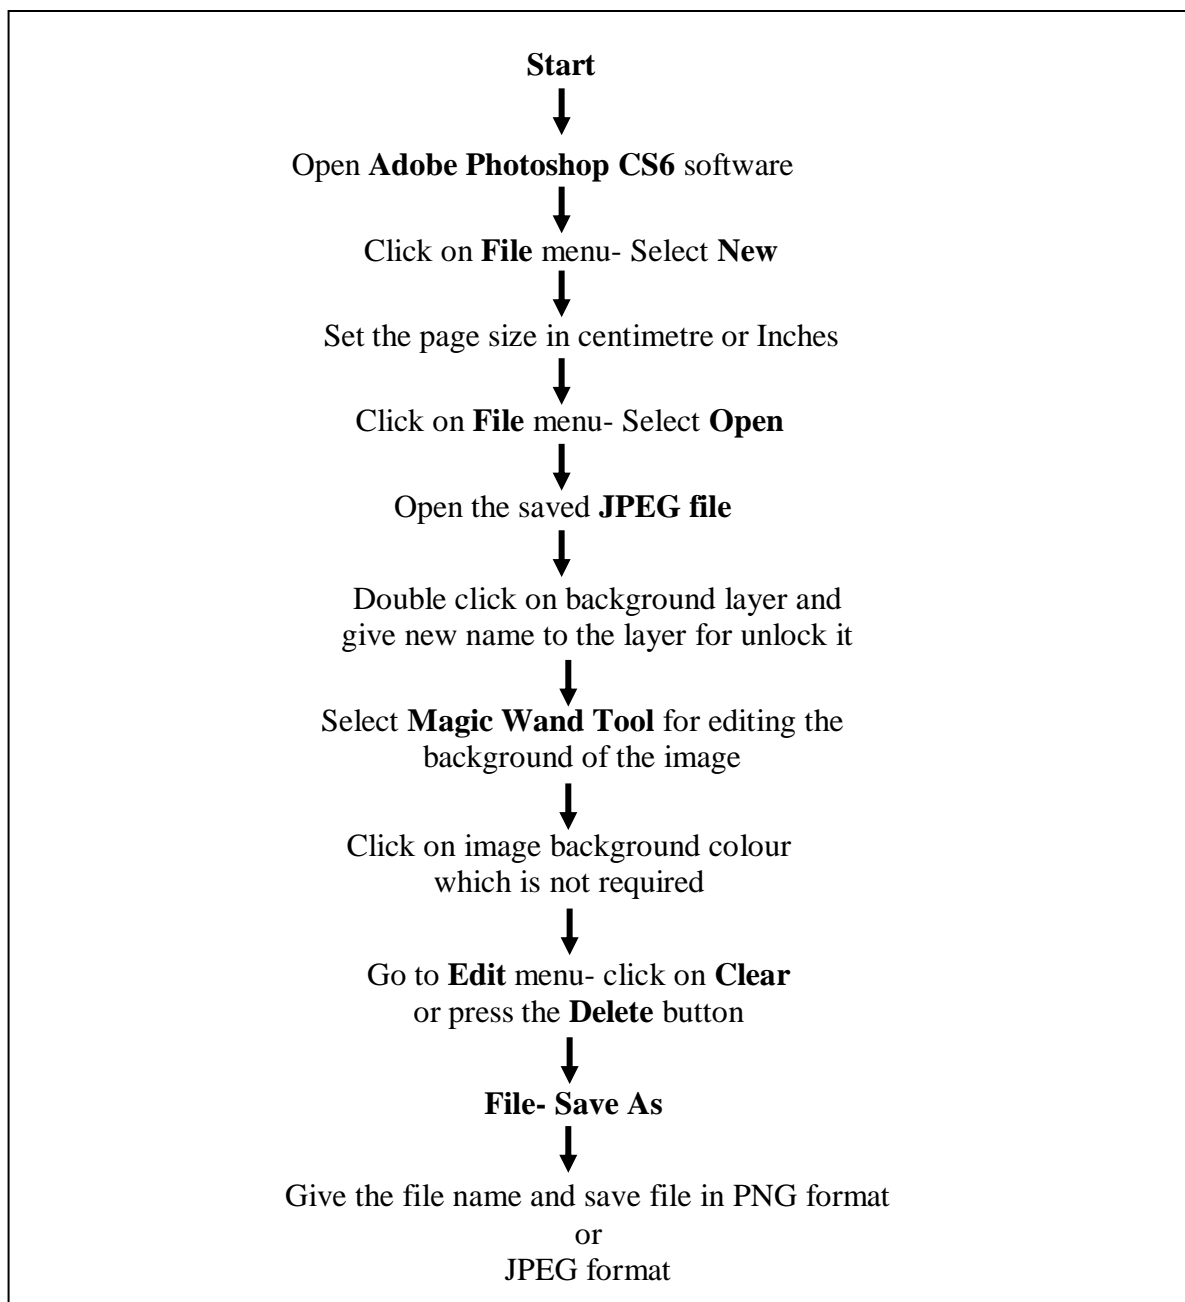 Start
Open Adobe Photoshop CS6 software
Click on File menu- Select New
Set the page size in centimetre or Inches
Click on File menu- Select Open
Open the saved JPEG file
Double click on background layer and
give new name to the layer for unlock it
Select Magic Wand Tool for editing the
background of the image
Click on image background colour
which is not required
Go to Edit menu- click on Clear
or press the Delete button
File- Save As
Give the file name and save file in PNG format
or
JPEG format